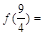 f(9/4) =